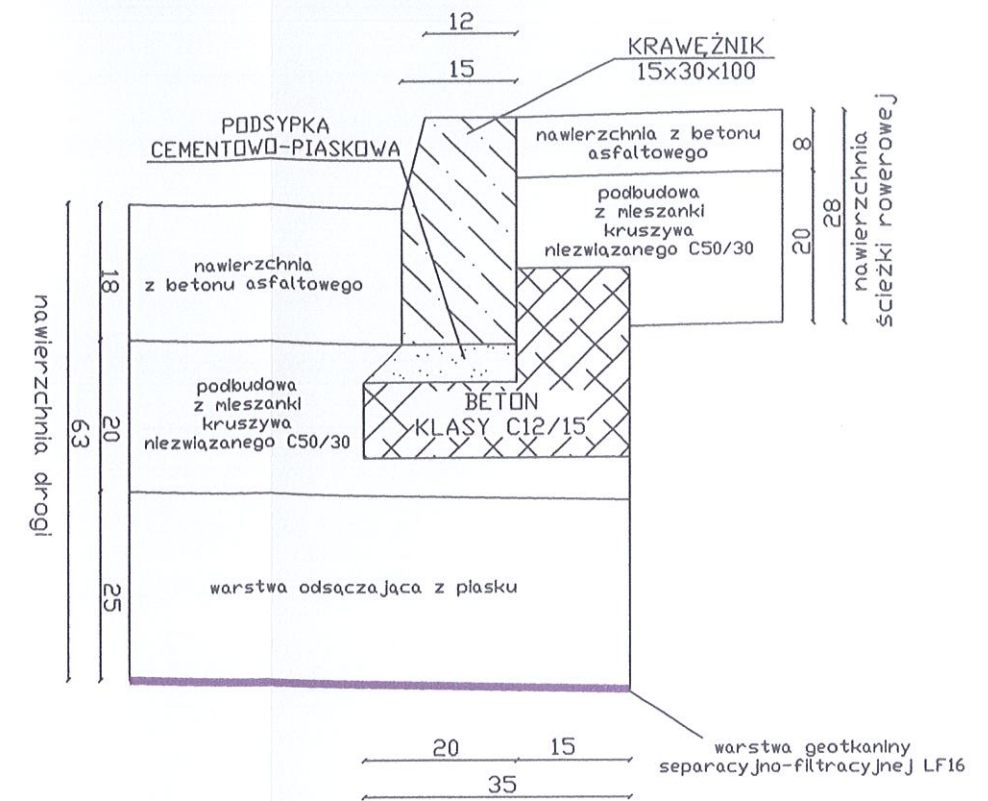 12
KRAWĘŻNIK
15x30x100
15
PODSYPKA
CEMENTOWO-PIASKOWA
nawierzchnia z betonu
asfaltowego
8
podbudowa
z mieszanki
kruszywa
niezwiązanego C50/30
20
28
nawierzchnia
ścieżki rowerowej
nawierzchnia
z betonu asfaltowego
18
podbudowa
z mieszanki
kruszywa
niezwiązanego C50/30
20
63
nawierzchnia drogi
BETON
KLASY C12/15
25
warstwa odsączająca z piasku
20
15
35
warstwa geotkaniny
separacyjno-filtracyjnej LF16